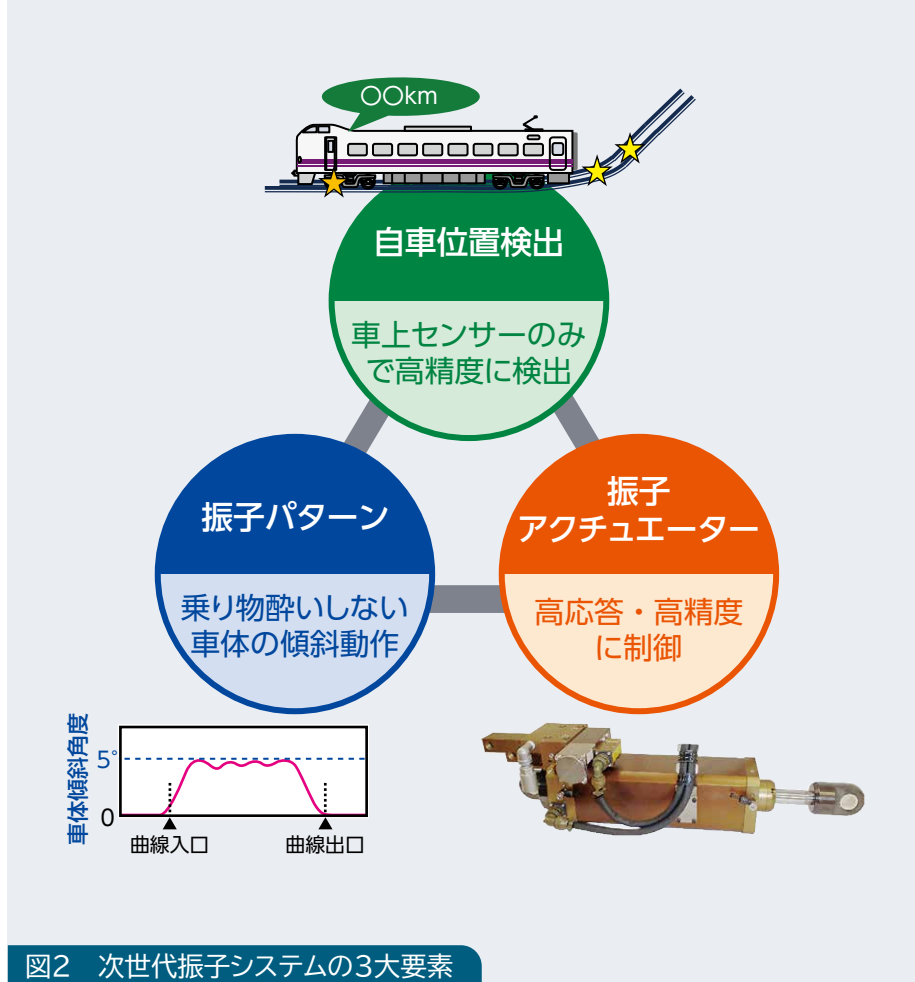 〇〇km
自車位置検出
車上センサーのみ
で高精度に検出
振子パターン
乗り物酔いしない
車体の傾斜動作
振子
アクチュエーター
高応答・高精度
に制御
車体傾斜角度
5°
0
曲線入口
曲線出口
図2 次世代振子システムの3大要素